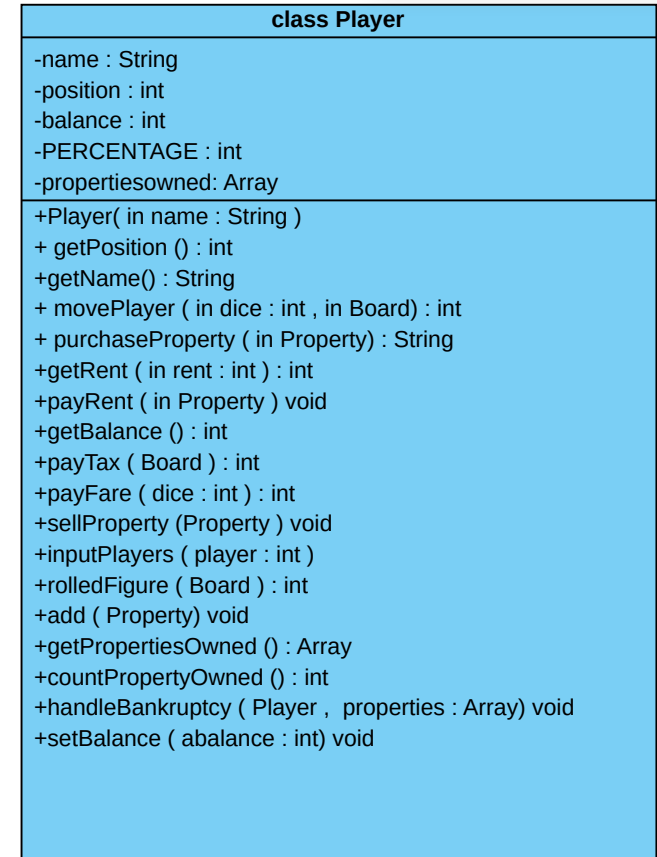 class Player
-name : String
-position : int
-balance : int
-PERCENTAGE : int
-propertiesowned: Array
+Player( in name : String )
+ getPosition () : int
+getName() : String
+ movePlayer ( in dice : int , in Board) : int
+ purchaseProperty ( in Property) : String
+getRent ( in rent : int ) : int
+payRent ( in Property ) void
+getBalance () : int
+payTax ( Board ) : int
+payFare ( dice : int ) : int
+sellProperty (Property ) void
+inputPlayers ( player : int )
+rolledFigure ( Board ) : int
+add ( Property) void
+getPropertiesOwned () : Array
+countPropertyOwned () : int
+handleBankruptcy ( Player ,  properties : Array) void
+setBalance ( abalance : int) void